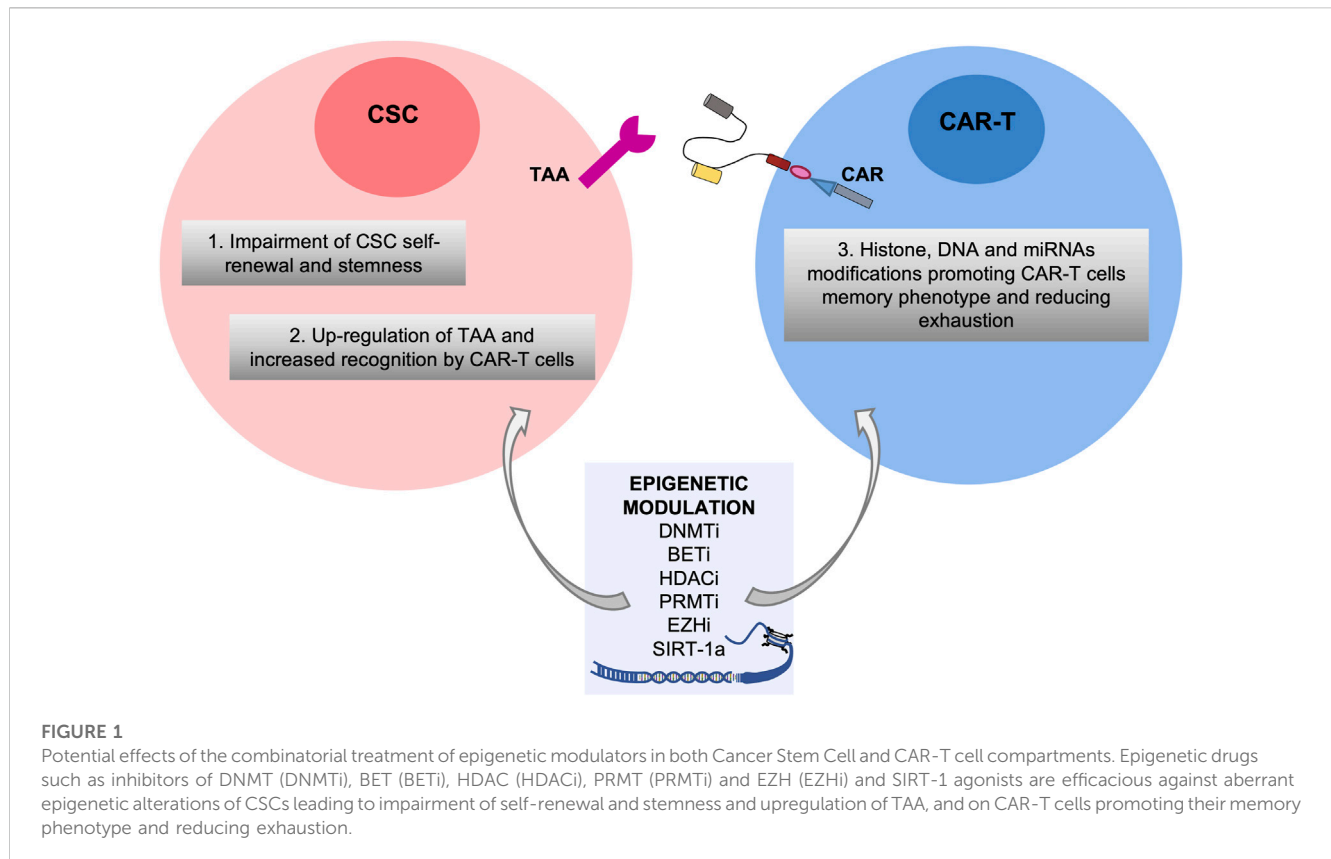 CSC
CAR-T
TAA
CAR
1. Impairment of CSC self-
renewal and stemness
2. Up-regulation of TAA and
increased recognition by CAR-T cells
3. Histone, DNA and miRNAs
modifications promoting CAR-T cells
memory phenotype and reducing
exhaustion
EPIGENETIC
MODULATION
DNMTi
BETi
HDACi
PRMTi
EZHi
SIRT-1a
FIGURE 1
Potential effects of the combinatorial treatment of epigenetic modulators in both Cancer Stem Cell and CAR-T cell compartments. Epigenetic drugs
such as inhibitors of DNMT (DNMTi), BET (BETi), HDAC (HDACi), PRMT (PRMTi) and EZH (EZHi) and SIRT-1 agonists are efficacious against aberrant
epigenetic alterations of CSCs leading to impairment of self-renewal and stemness and upregulation of TAA, and on CAR-T cells promoting their memory
phenotype and reducing exhaustion.